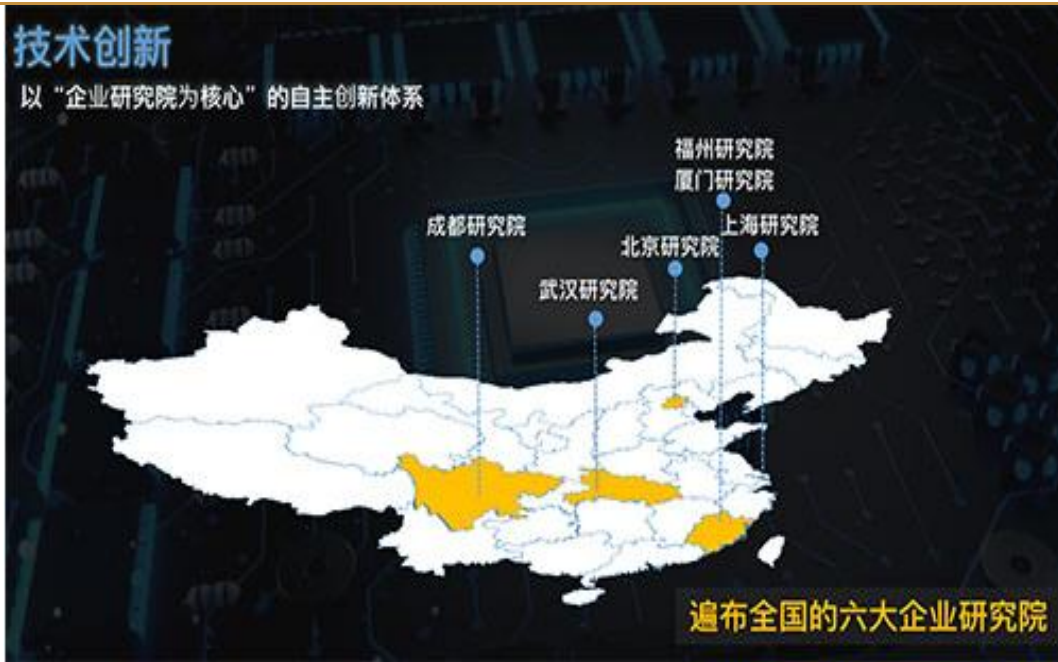 技术创新
以“企业研究院为核心”的自主创新体系
福州研究院
厦门研究院
成都研究院
上海研究院
北京研究院
武汉研究院
遍布全国的六大企业研究院